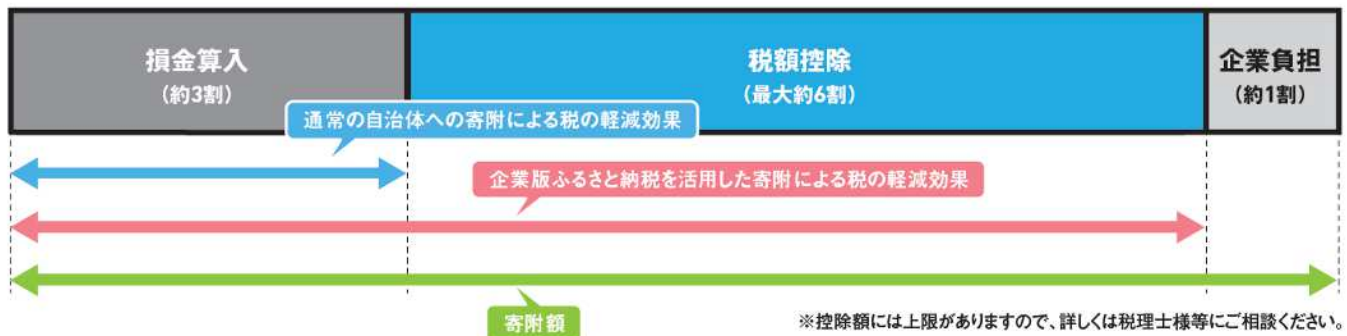 損金算入
(約3割)
税額控除
(最大約6割)
企業負担
(約1割)
通常の自治体への寄附による税の軽減効果
企業版ふるさと納税を活用した寄附による税の軽減効果
寄附額
※控除額には上限がありますので、詳しくは税理士様等にご相談ください。